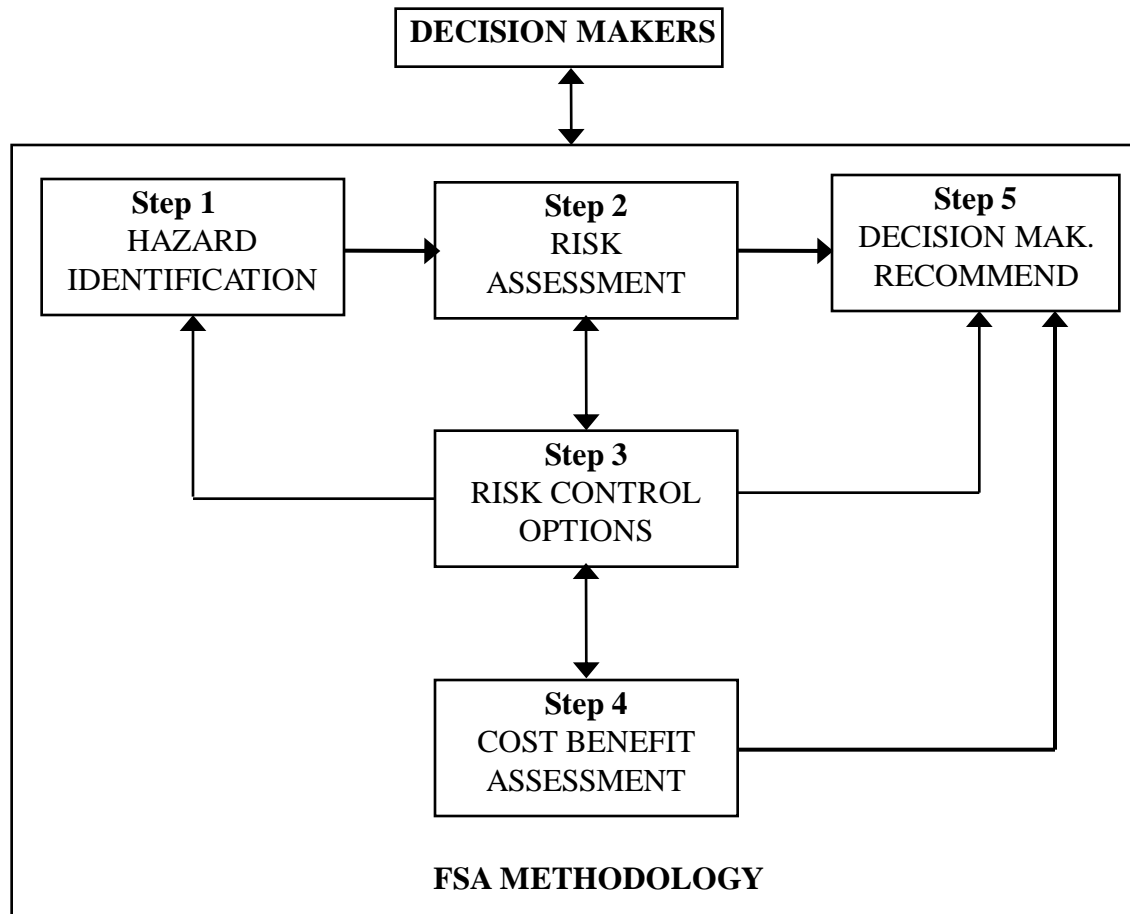 DECISION MAKERS
Step 1
HAZARD
IDENTIFICATION
Step 2
RISK
ASSESSMENT
Step 5
DECISION MAK.
RECOMMEND
Step 3
RISK CONTROL
OPTIONS
Step 4
COST BENEFIT
ASSESSMENT
FSA METHODOLOGY